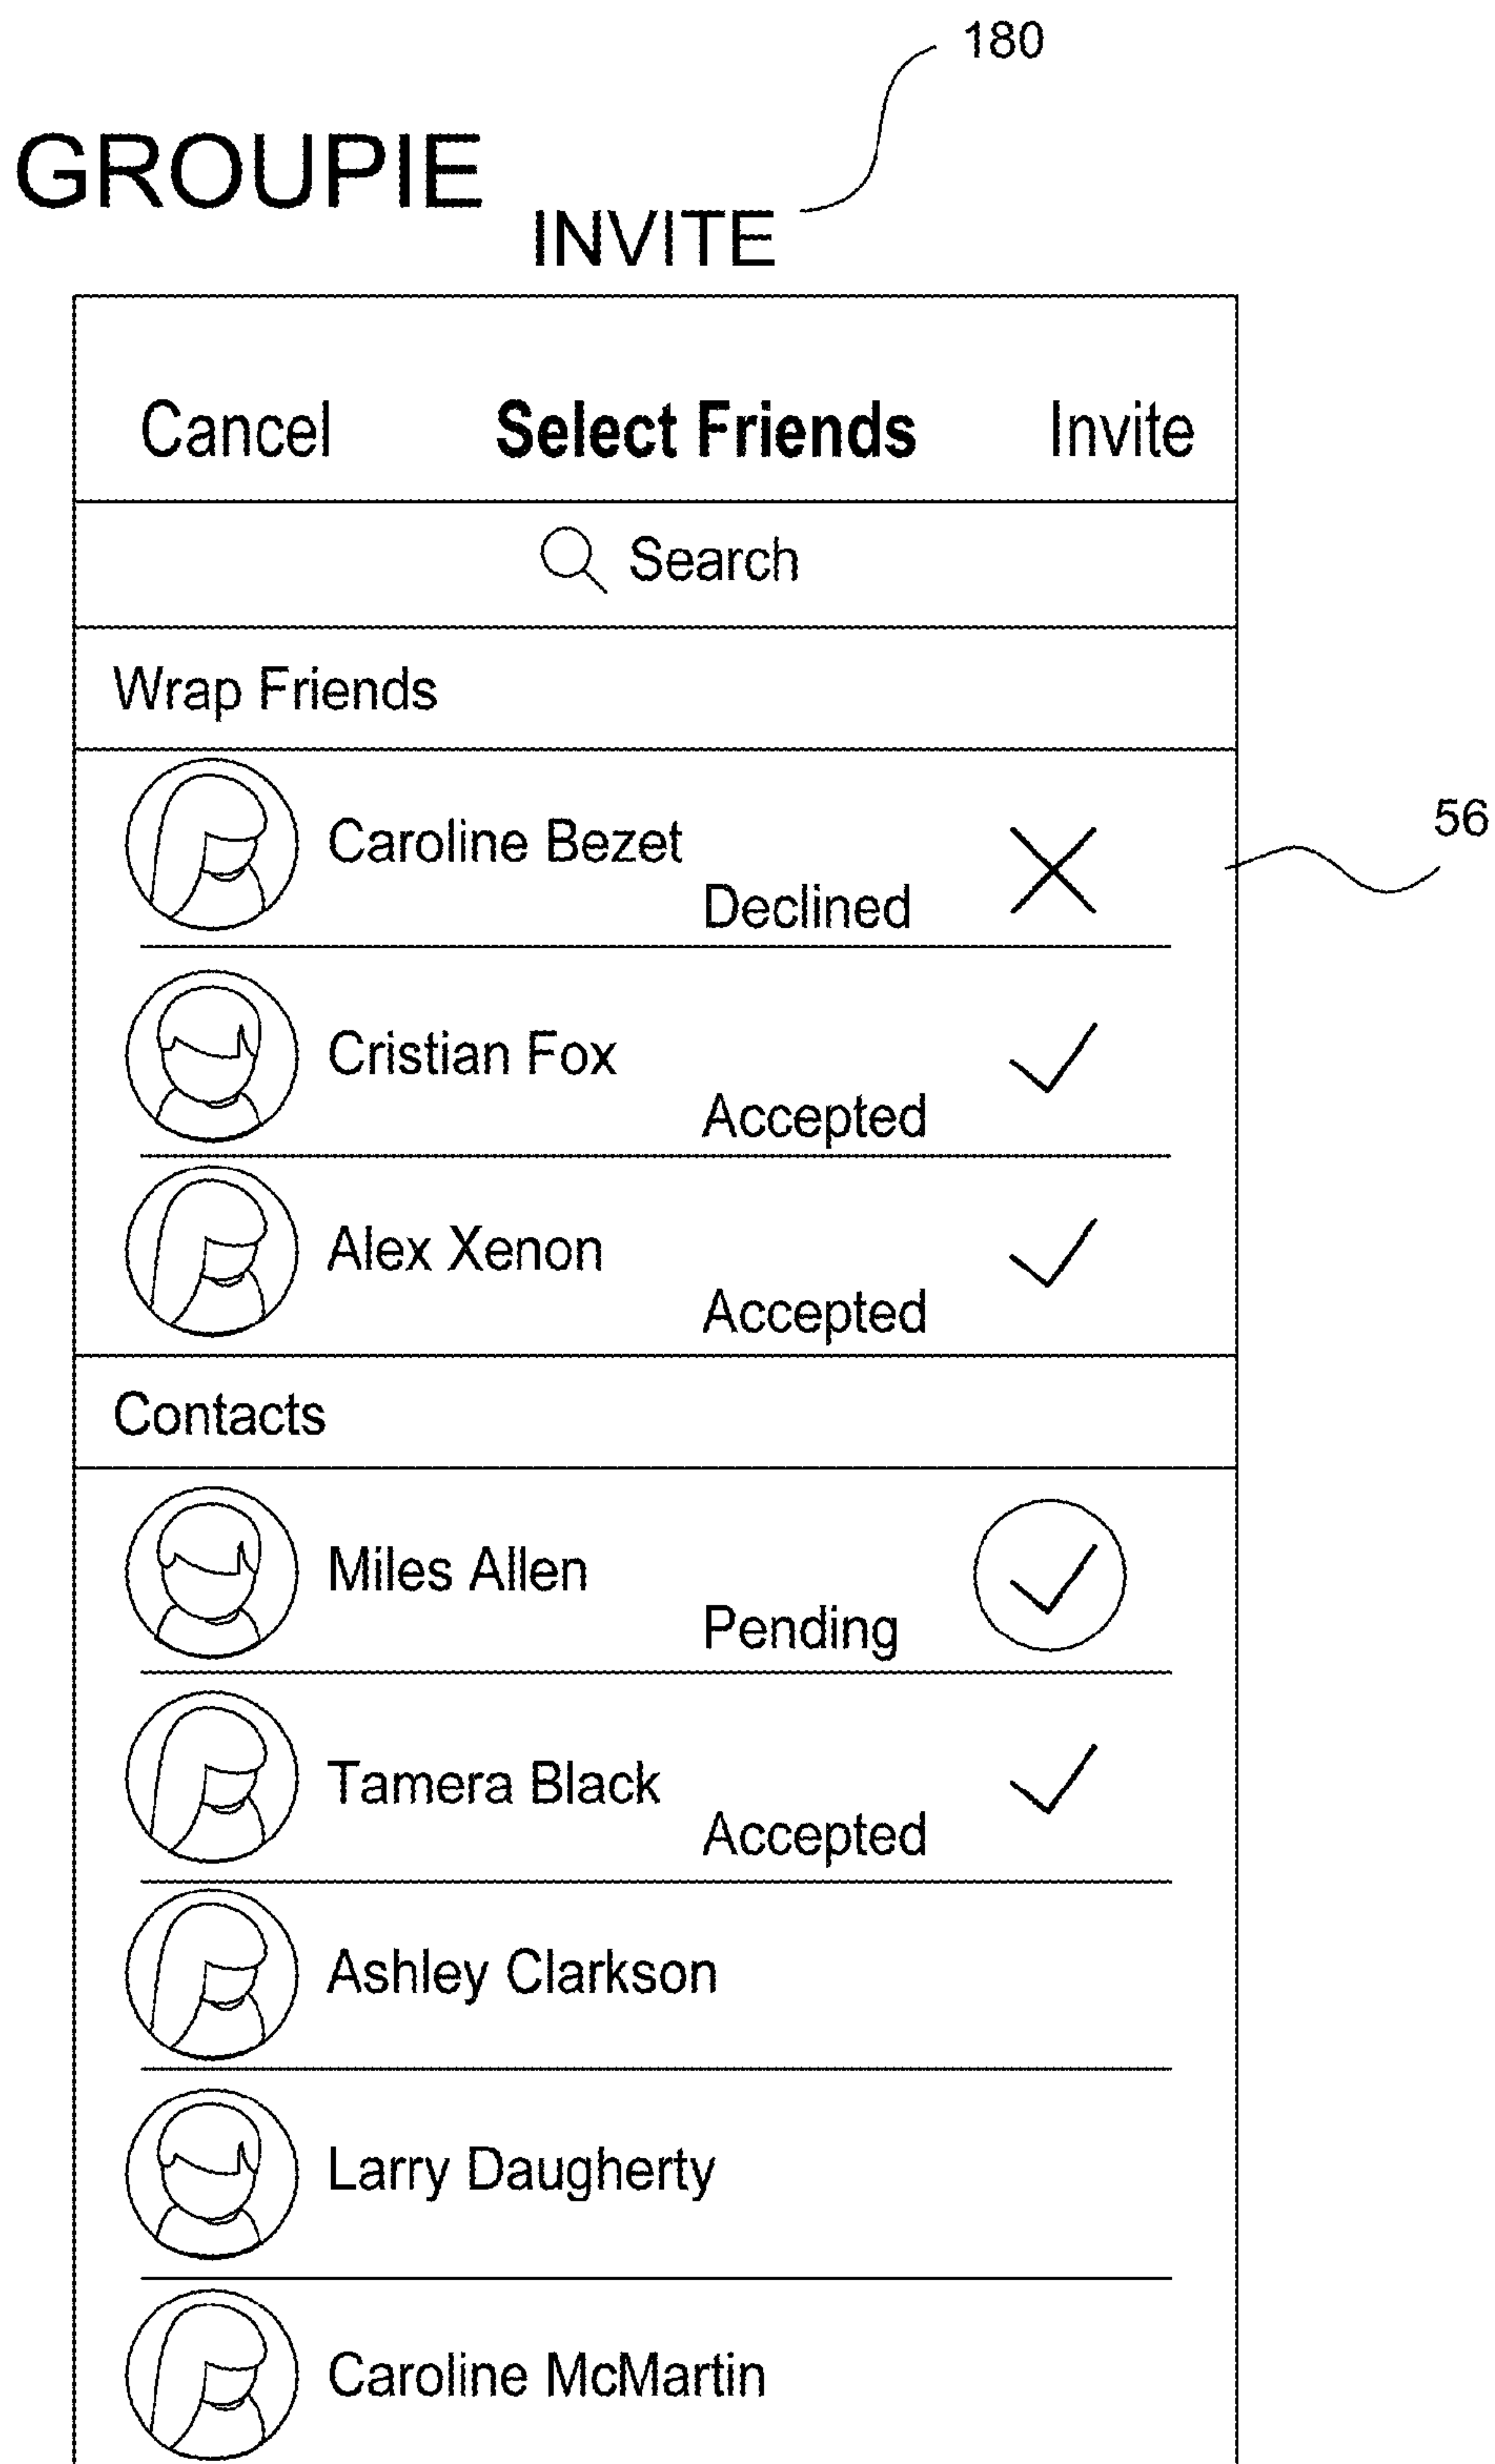 180
GROUPIE
INVITE
Cancel Select Friends Invite
Search
Wrap Friends
Caroline Bezet
56
Declined
Cristian Fox
Accepted
Alex Xenon
Accepted
Contacts
Miles Allen
Pending
Tamera Black
Accepted
Ashley Clarkson
Larry Daugherty
Caroline McMartin